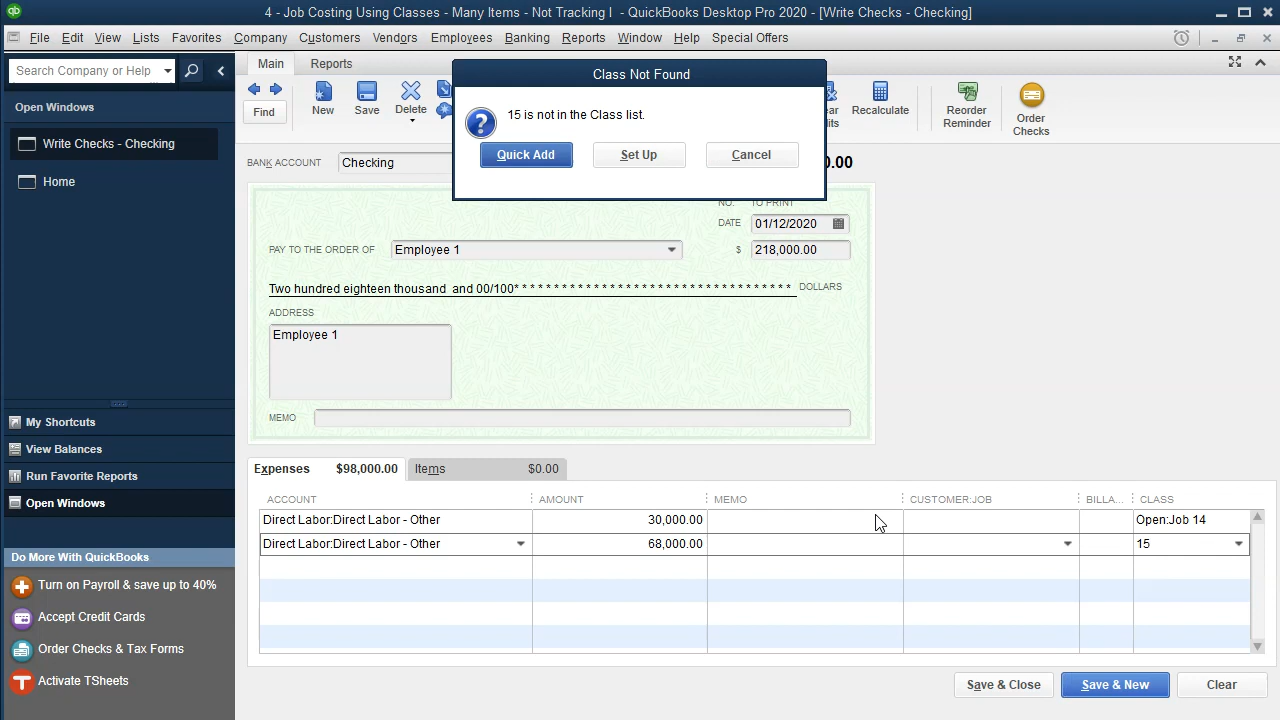 4 - Job Costing Using Classes - Many Items - Not Tracking I - QuickBooks Desktop Pro 2020 - [Write Checks - Checking]
qb
File Edit View Lists Favorites Company Customers Vendors Employees Banking Reports Window Help Special Offers
Search Company or Help
Open Windows
Write Checks - Checking
Home
My Shortcuts
View Balances
Run Favorite Reports
Open Windows
Do More With QuickBooks
Turn on Payroll & save up to 40%
Accept Credit Cards
Order Checks & Tax Forms
T Activate TSheets
Main Reports
Find
New
Save
Delete
Recalculate
Reorder
Reminder
Order
Checks
Class Not Found
?
15 is not in the Class list.
Quick Add Set Up Cancel
BANK ACCOUNT Checking
NO. TO PRINT
DATE 01/12/2020
PAY TO THE ORDER OF Employee 1 $ 218,000.00
Two hundred eighteen thousand and 00/100* * * * * * * * * * * * * * * * * * * * * * * * * * * * * * * * * DOLLARS
ADDRESS
Employee 1
MEMO
Expenses $98,000.00 Items $0.00
ACCOUNT AMOUNT MEMO CUSTOMER:JOB BILLA... CLASS
Direct Labor:Direct Labor - Other 30,000.00 Open:Job 14
Direct Labor:Direct Labor - Other 68,000.00 15
Save & Close Save & New Clear